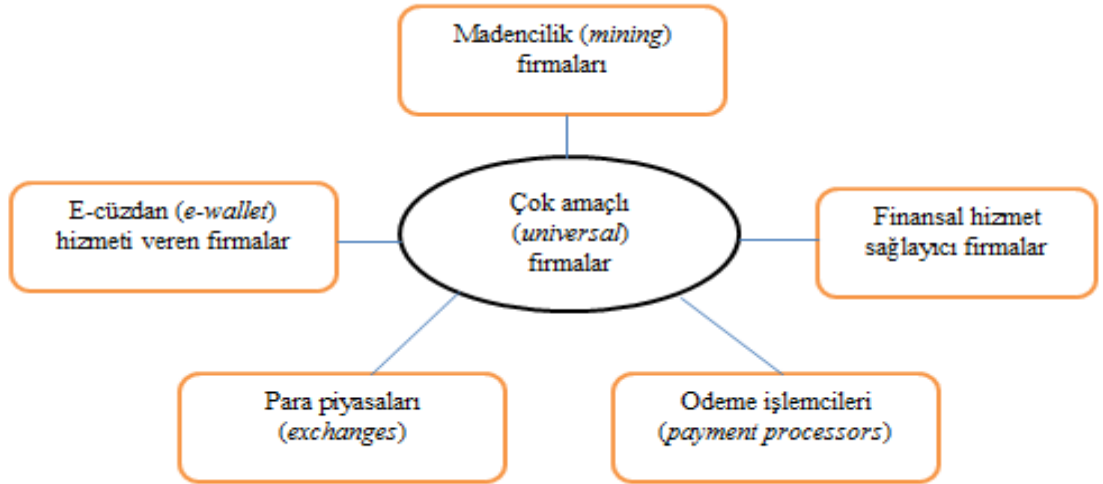 Madencilik (mining)
firmaları
E-cüzdan (e-wallet)
hizmeti veren firmalar
Çok amaçlı
(universal)
firmalar
Finansal hizmet
sağlayıcı firmalar
Para piyasaları
(exchanges)
Odeme işlemcileri
(payment processors)